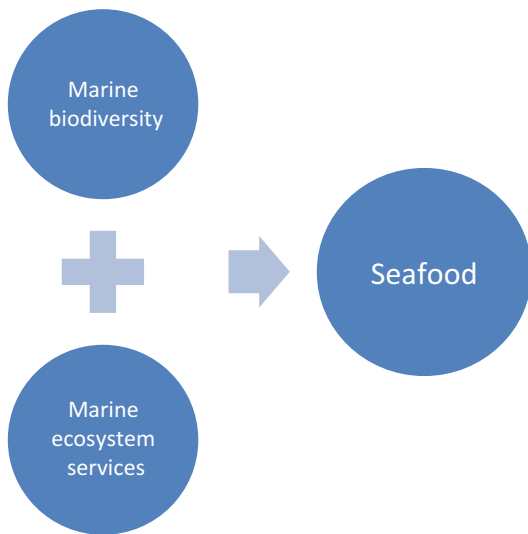 Marine
biodiversity
Seafood
Marine
ecosystem
services